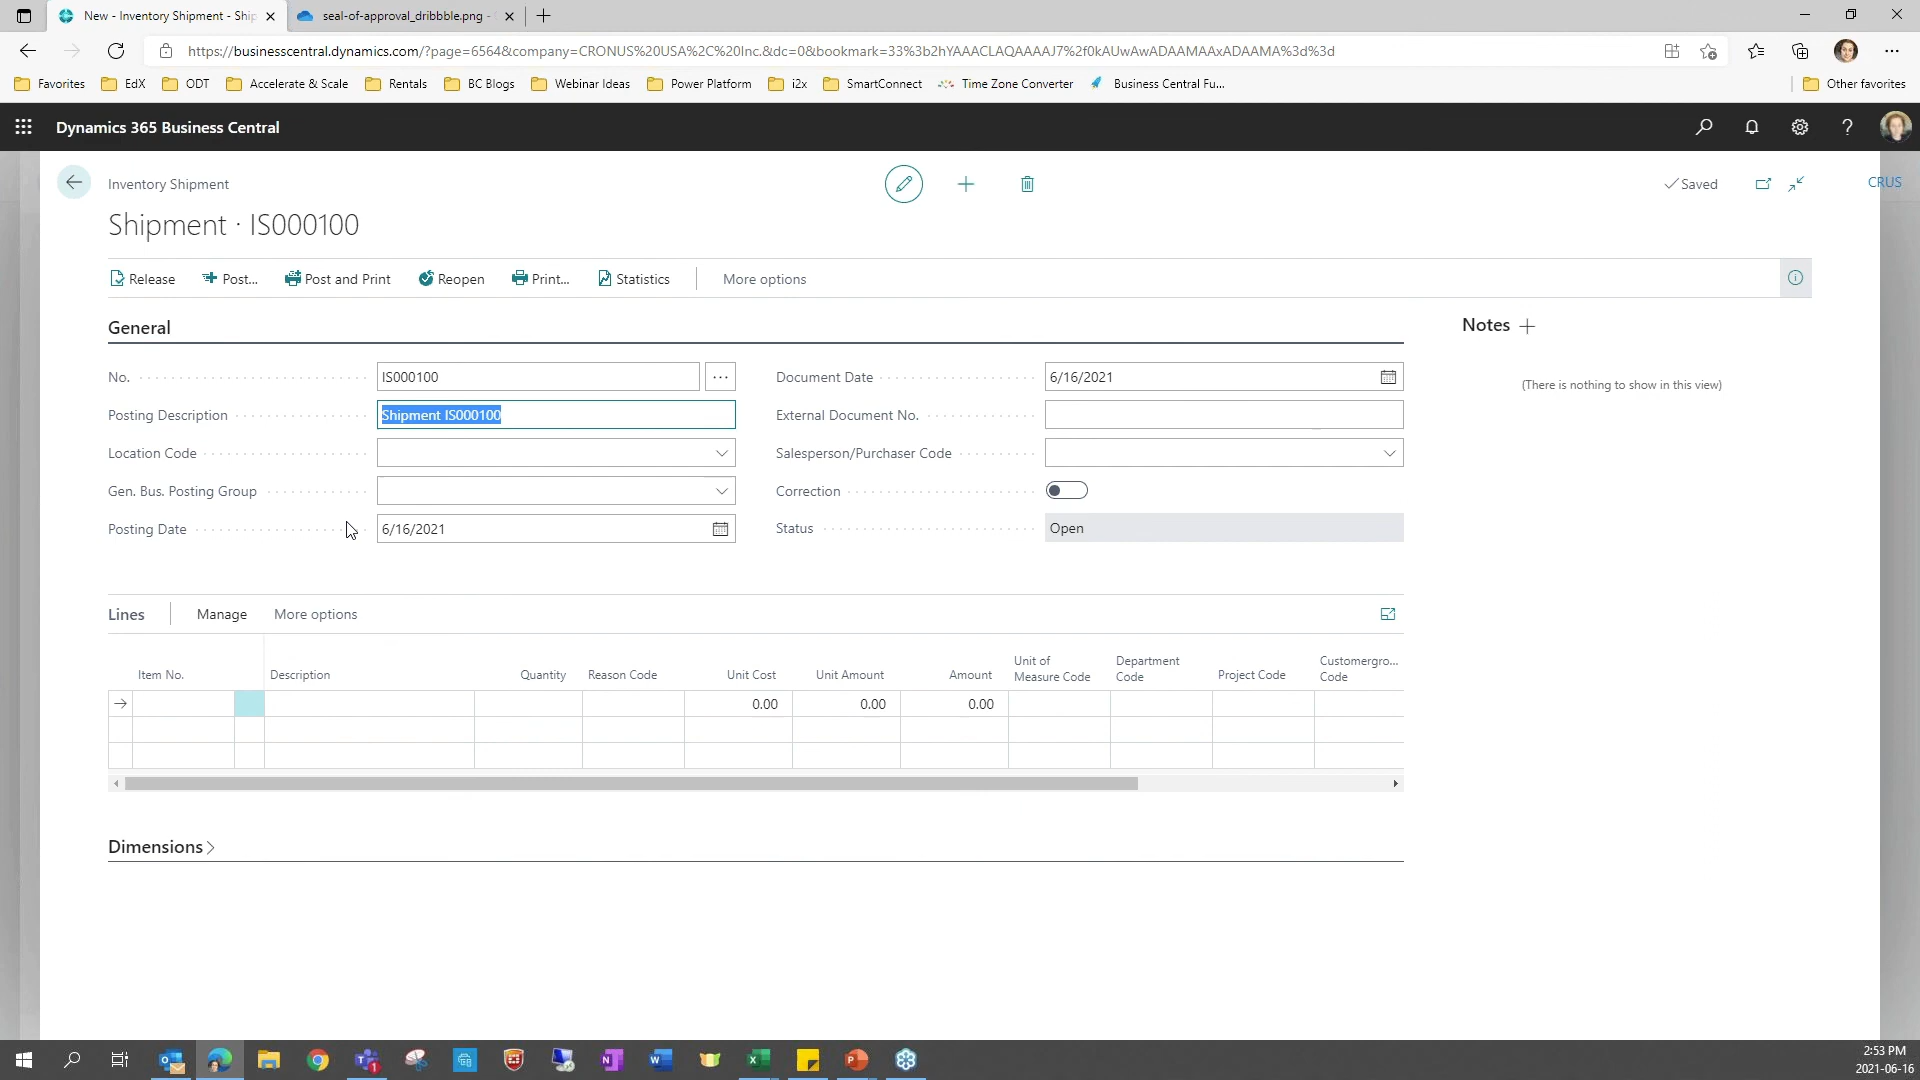 New - Inventory Shipment - Ship
seal-of-approval_dribbble.png -
https://businesscentral.dynamics.com/?page=6564&company=CRONUS%20USA%2C%20Inc.&dc=0&bookmark=33%3b2hYAAACLAQAAAAJ7%2f0kAUwAwADAAMAAxADAAMA%3d%3d
Favorites EdX ODT Accelerate & Scale Rentals BC Blogs Webinar Ideas Power Platform i2x SmartConnect Time Zone Converter Business Central Fu... Other favorites
Dynamics 365 Business Central
Inventory Shipment
Saved
CRUS
Shipment · IS000100
Release Post... Post and Print Reopen Print... Statistics More options
General
Notes
No. IS000100 Document Date 6/16/2021
(There is nothing to show in this view)
Posting Description Shipment IS000100 External Document No.
Location Code Salesperson/Purchaser Code
Gen. Bus. Posting Group Correction
Posting Date 6/16/2021 Status Open
Lines Manage More options
Item No. Description Quantity Reason Code Unit Cost Unit Amount Amount Unit of Measure Code Department Code Project Code Customergro... Code
0.00 0.00 0.00
Dimensions
2:53 PM
2021-06-16